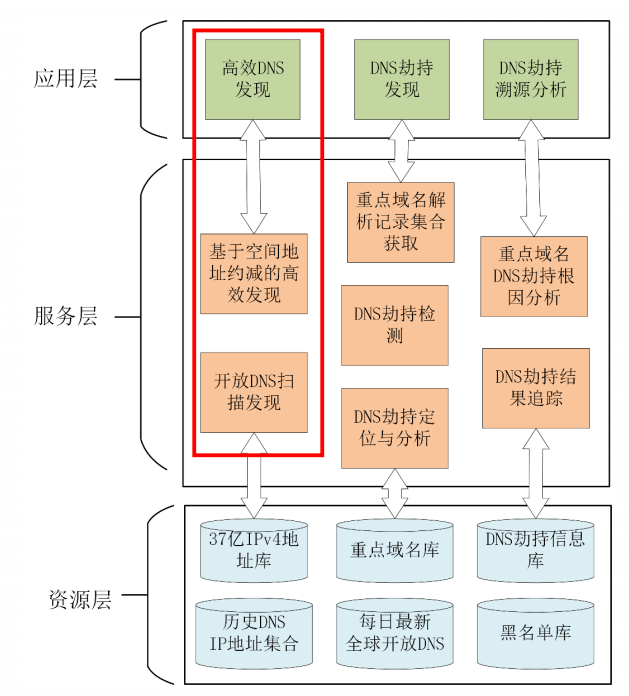 应用层
高效DNS
发现
DNS劫持
发现
DNS劫持
溯源分析
服务层
基于空间地
址约减的高
效发现
开放DNS扫
描发现
重点域名解
析记录集合
获取
DNS劫持检
测
DNS劫持定
位与分析
重点域名
DNS劫持根
因分析
DNS劫持结
果追踪
资源层
37亿IPv4地
址库
重点域名库
DNS劫持信息
库
历史DNS
IP地址集合
每日最新
全球开放DNS
黑名单库